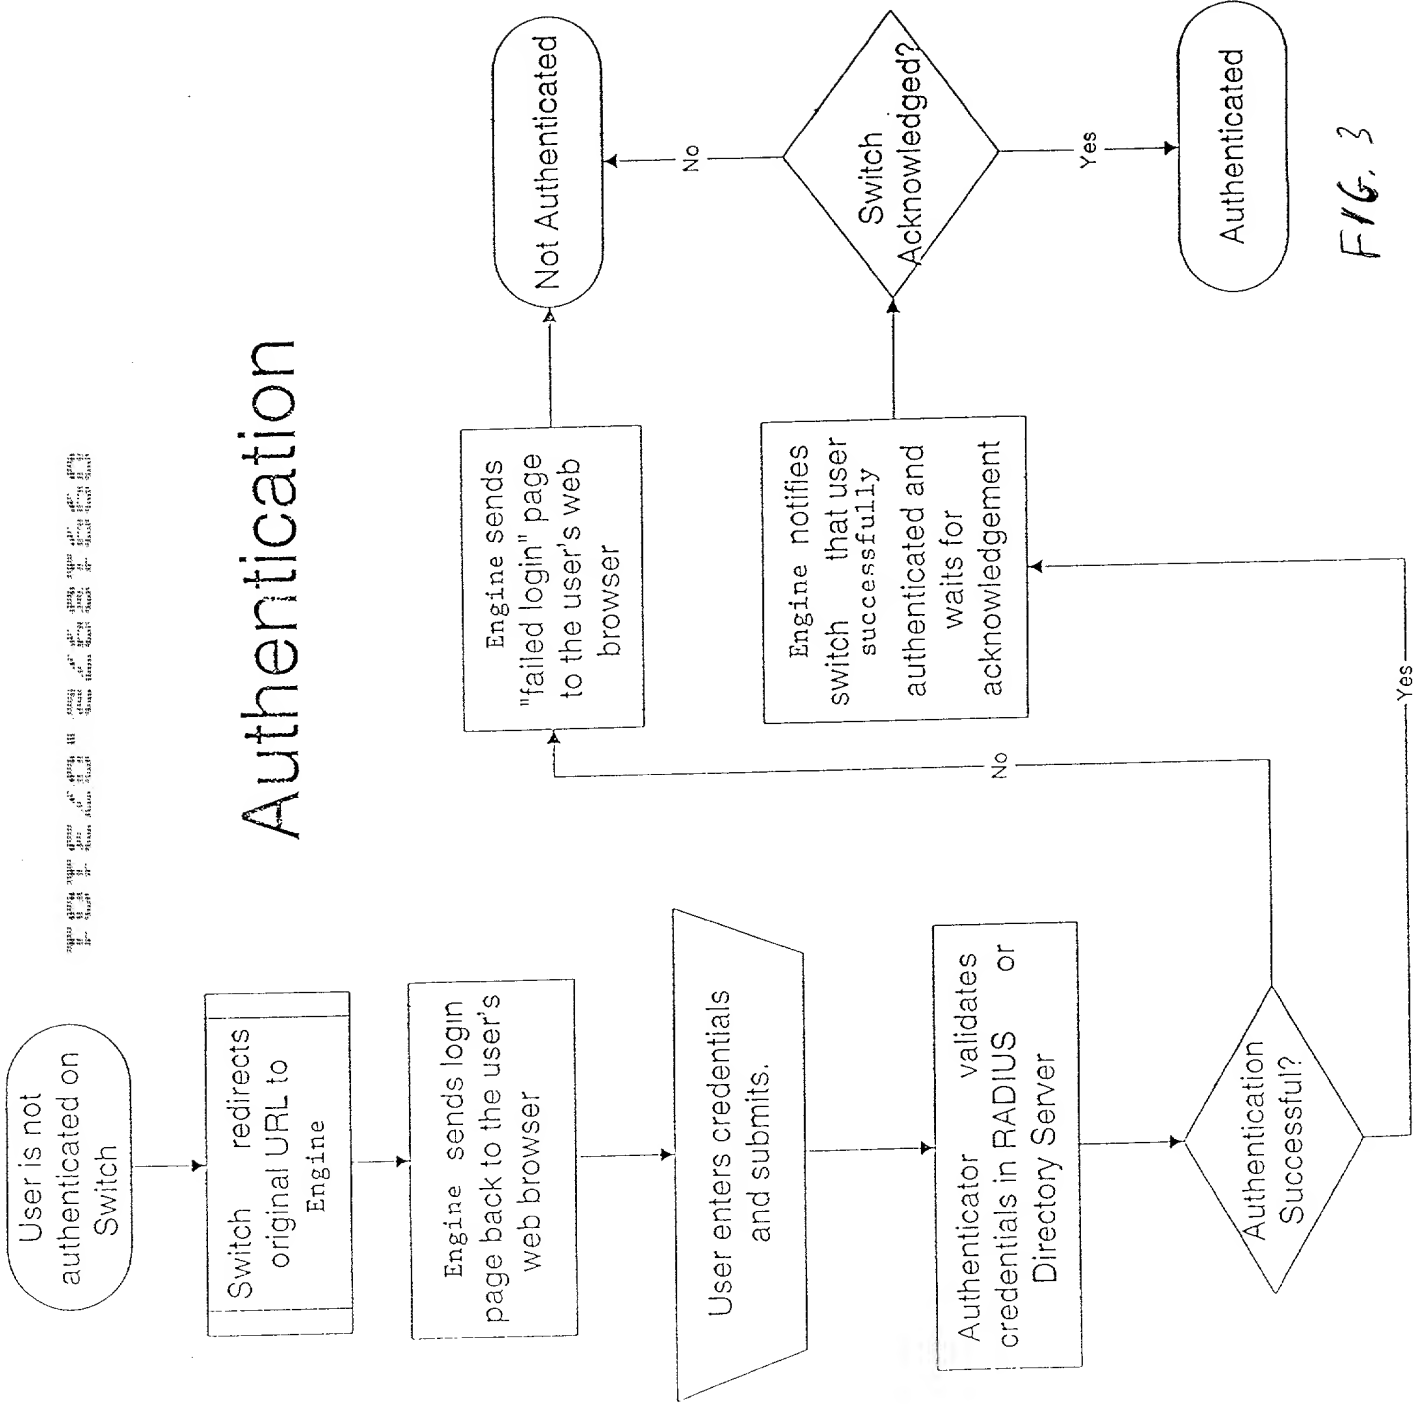 Authentication
User is not
authenticated on
Switch
Switch redirects
original URL to
Engine
Engine sends login
page back to the user's
web browser
User enters credentials
and submits.
Authenticator validates
credentials in RADIUS or
Directory Server
Authentication
Successful?
No
Yes
Engine sends
"failed login" page
to the user's web
browser
Engine notifies
switch that user
successfully
authenticated and
waits for
acknowledgement
Not Authenticated
No
Switch
Acknowledged?
Yes
Authenticated
FIG. 3